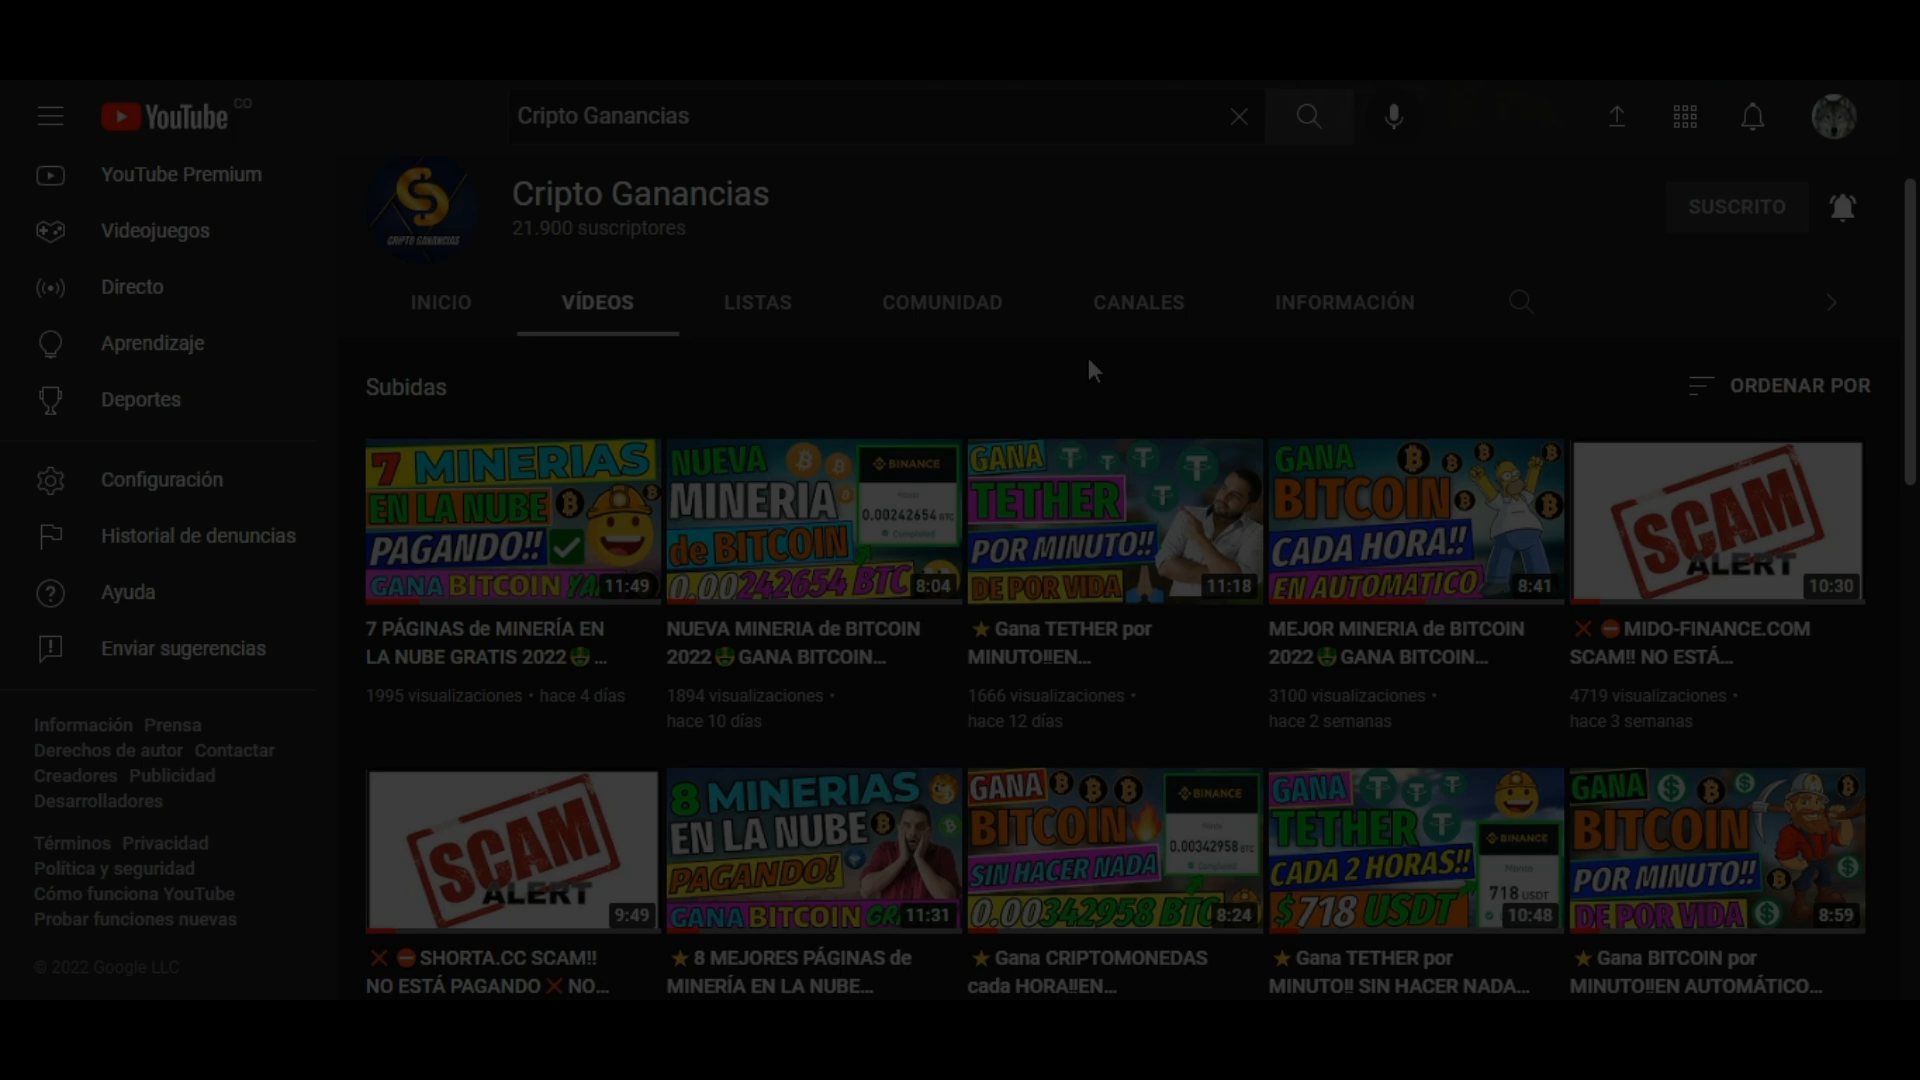 YouTube CO
Cripto Ganancias
YouTube Premium
Videojuegos
Directo
Aprendizaje
Deportes
Configuración
Historial de denuncias
Ayuda
Enviar sugerencias
Información Prensa
Derechos de autor Contactar
Creadores Publicidad
Desarrolladores
Términos Privacidad
Política y seguridad
Cómo funciona YouTube
Probar funciones nuevas
© 2022 Google LLC
CRIPTO GANANCIAS
Cripto Ganancias
21.900 suscriptores
SUSCRITO
INICIO VÍDEOS LISTAS COMUNIDAD CANALES INFORMACIÓN
Subidas
ORDENAR POR
7 MINERIAS
EN LA NUBE
PAGANDO!!
GANA BITCOIN YA
11:49
7 PÁGINAS de MINERÍA EN
LA NUBE GRATIS 2022🤑...
1995 visualizaciones • hace 4 días
NUEVA
MINERIA
de BITCOIN
0.00242654 BTC
BINANCE
0.00242654 BTC
Completed
8:04
NUEVA MINERIA de BITCOIN
2022🤑GANA BITCOIN...
1894 visualizaciones •
hace 10 días
GANA
TETHER
POR MINUTO!!
DE POR VIDA
11:18
⭐Gana TETHER por
MINUTO‼EN...
1666 visualizaciones •
hace 12 días
GANA
BITCOIN
CADA HORA!!
EN AUTOMATICO
8:41
MEJOR MINERIA de BITCOIN
2022🤑GANA BITCOIN...
3100 visualizaciones •
hace 2 semanas
SCAM
ALERT
10:30
❌⛔MIDO-FINANCE.COM
SCAM‼ NO ESTÁ...
4719 visualizaciones •
hace 3 semanas
SCAM
ALERT
9:49
❌⛔SHORTA.CC SCAM!!
NO ESTÁ PAGANDO❌NO...
8 MINERIAS
EN LA NUBE
PAGANDO!
GANA BITCOIN GR
11:31
⭐8 MEJORES PÁGINAS de
MINERÍA EN LA NUBE...
GANA
BITCOIN
SIN HACER NADA
0.00342958 BTC
BINANCE
0.00342958 BTC
Completed
8:24
⭐Gana CRIPTOMONEDAS
cada HORA‼EN...
GANA
TETHER
CADA 2 HORAS!!
$718 USDT
BINANCE
718 USDT
10:48
⭐Gana TETHER por
MINUTO‼ SIN HACER NADA...
GANA
BITCOIN
POR MINUTO!!
DE POR VIDA
8:59
⭐Gana BITCOIN por
MINUTO‼EN AUTOMÁTICO...